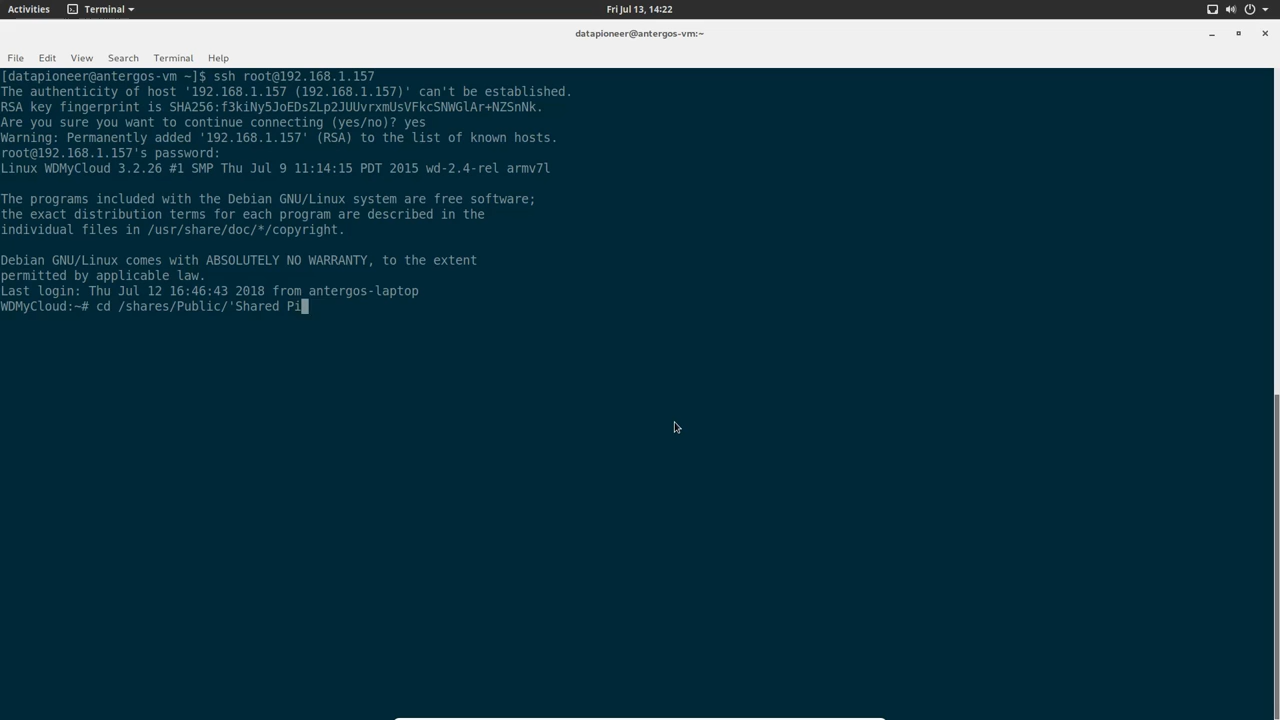 Activities
Terminal
Fri Jul 13, 14:22
datapioneer@antergos-vm:~
File Edit View Search Terminal Help
[datapioneer@antergos-vm ~]$ ssh root@192.168.1.157
The authenticity of host '192.168.1.157 (192.168.1.157)' can't be established.
RSA key fingerprint is SHA256:f3kiNy5JoEDsZLp2JUUvrxmUsVFkcSNWGlAr+NZSnNk.
Are you sure you want to continue connecting (yes/no)? yes
Warning: Permanently added '192.168.1.157' (RSA) to the list of known hosts.
root@192.168.1.157's password:
Linux WDMyCloud 3.2.26 #1 SMP Thu Jul 9 11:14:15 PDT 2015 wd-2.4-rel armv7l
The programs included with the Debian GNU/Linux system are free software;
the exact distribution terms for each program are described in the
individual files in /usr/share/doc/*/copyright.
Debian GNU/Linux comes with ABSOLUTELY NO WARRANTY, to the extent
permitted by applicable law.
Last login: Thu Jul 12 16:46:43 2018 from antergos-laptop
WDMyCloud:~# cd /shares/Public/'Shared Pi